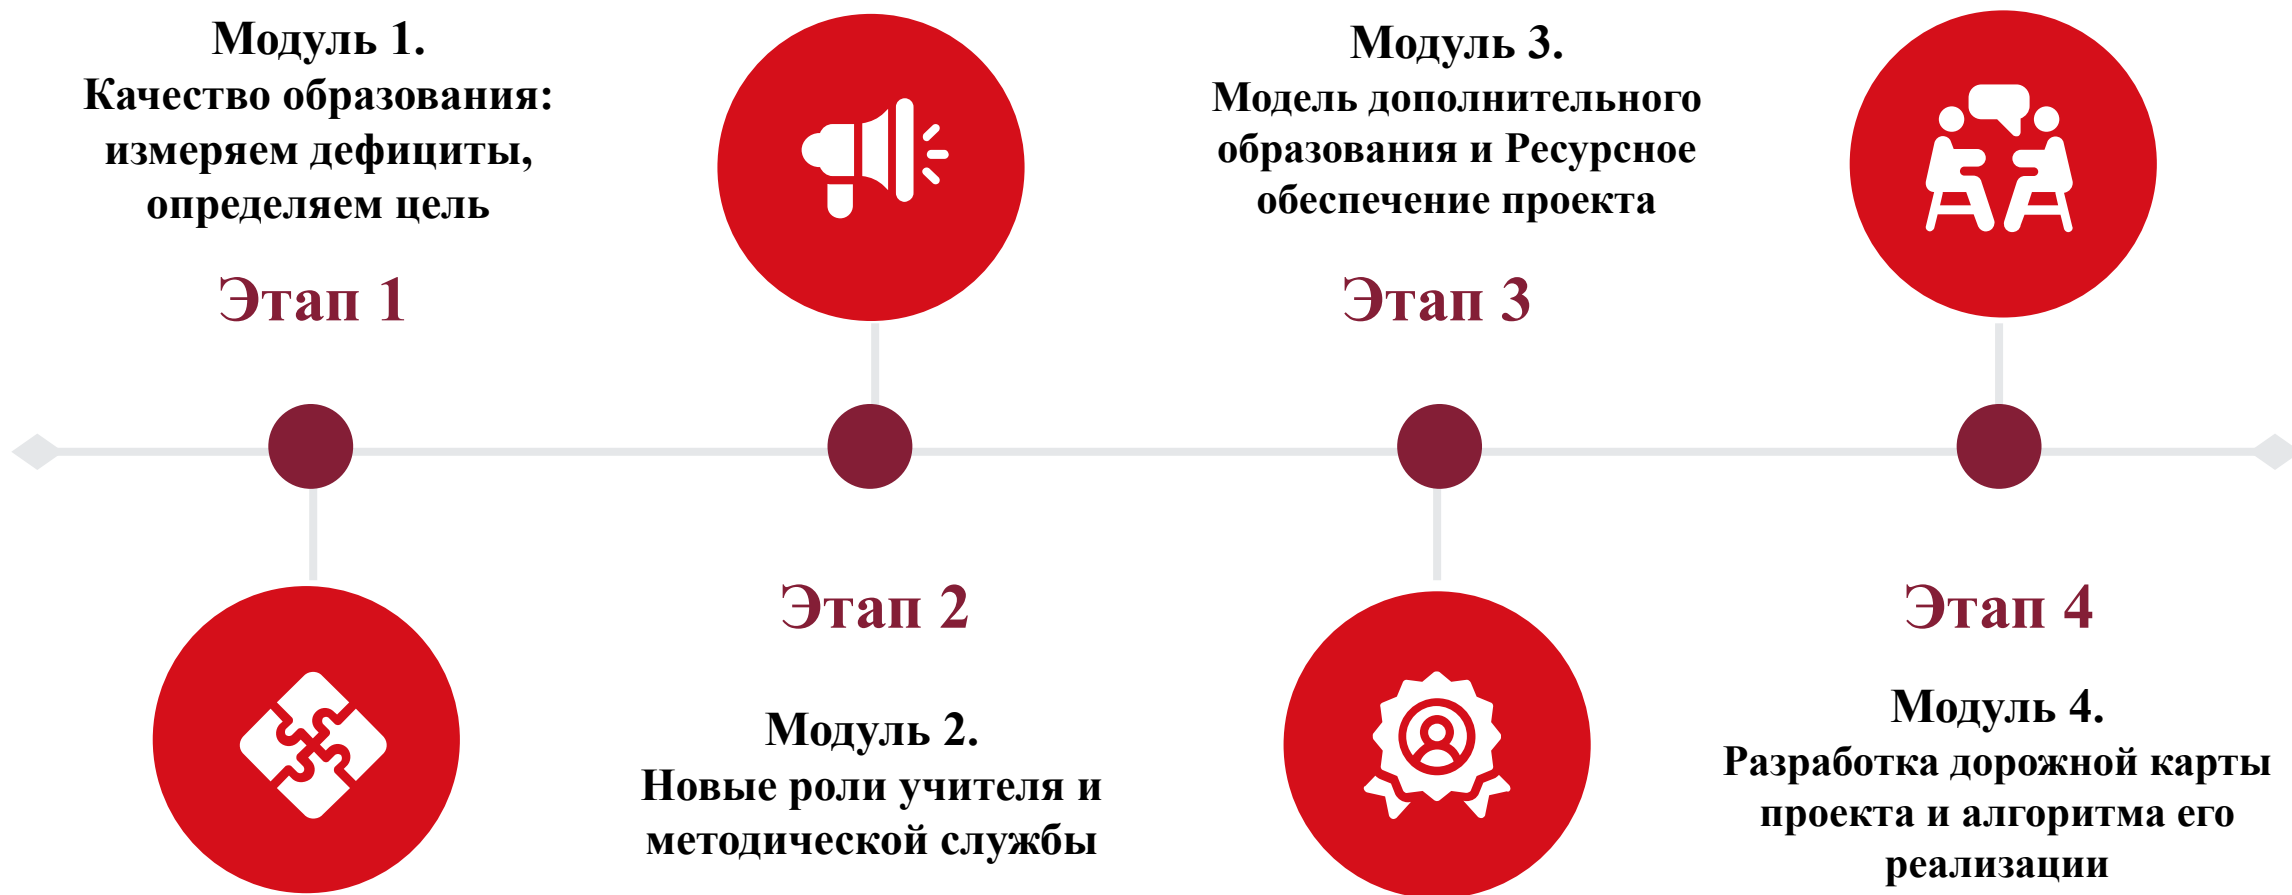 Модуль 1.
Качество образования:
измеряем дефициты,
определяем цель
Этап 1
Этап 2
Модуль 2.
Новые роли учителя и
методической службы
Модуль 3.
Модель дополнительного
образования и Ресурсное
обеспечение проекта
Этап 3
Этап 4
Модуль 4.
Разработка дорожной карты
проекта и алгоритма его
реализации